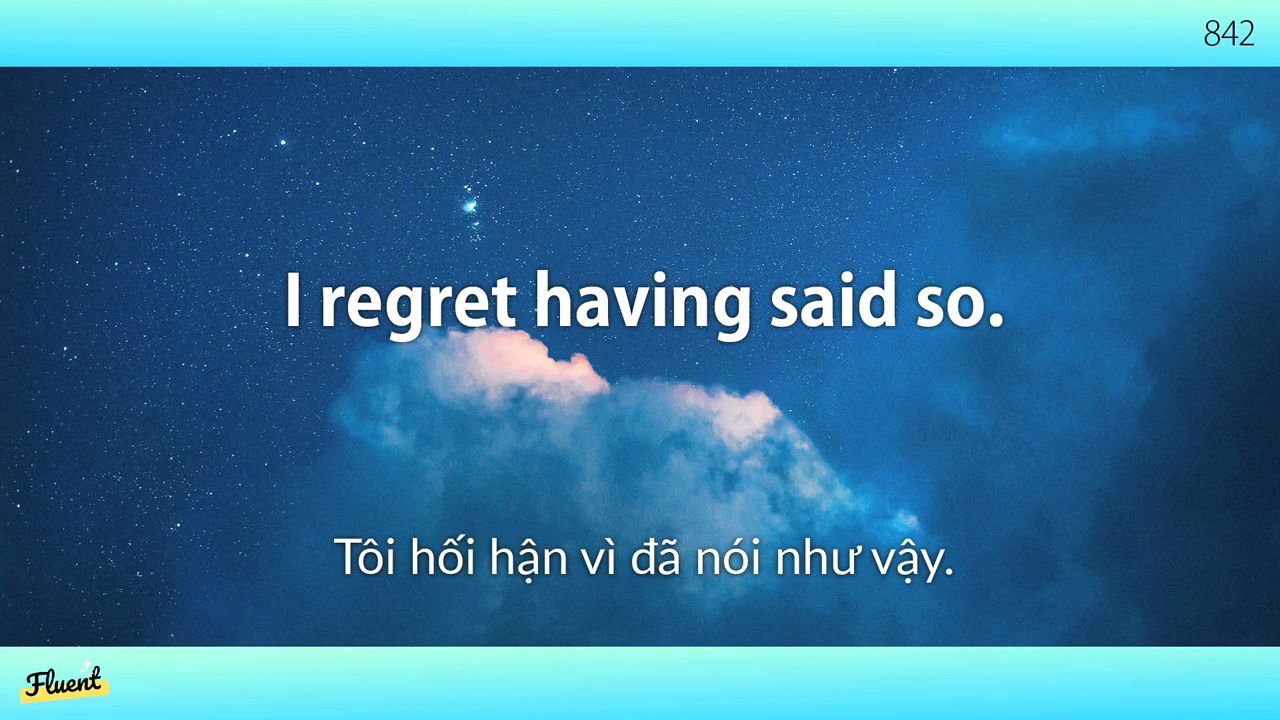 842
I regret having said so.
Tôi hối hận vì đã nói như vậy.
Fluent